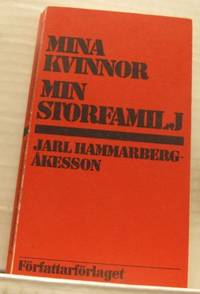 MINA
KVINNOR
MIN
STORFAMILJ
JARL HAMMARBERG-
ÅKESSON
Författarförlaget